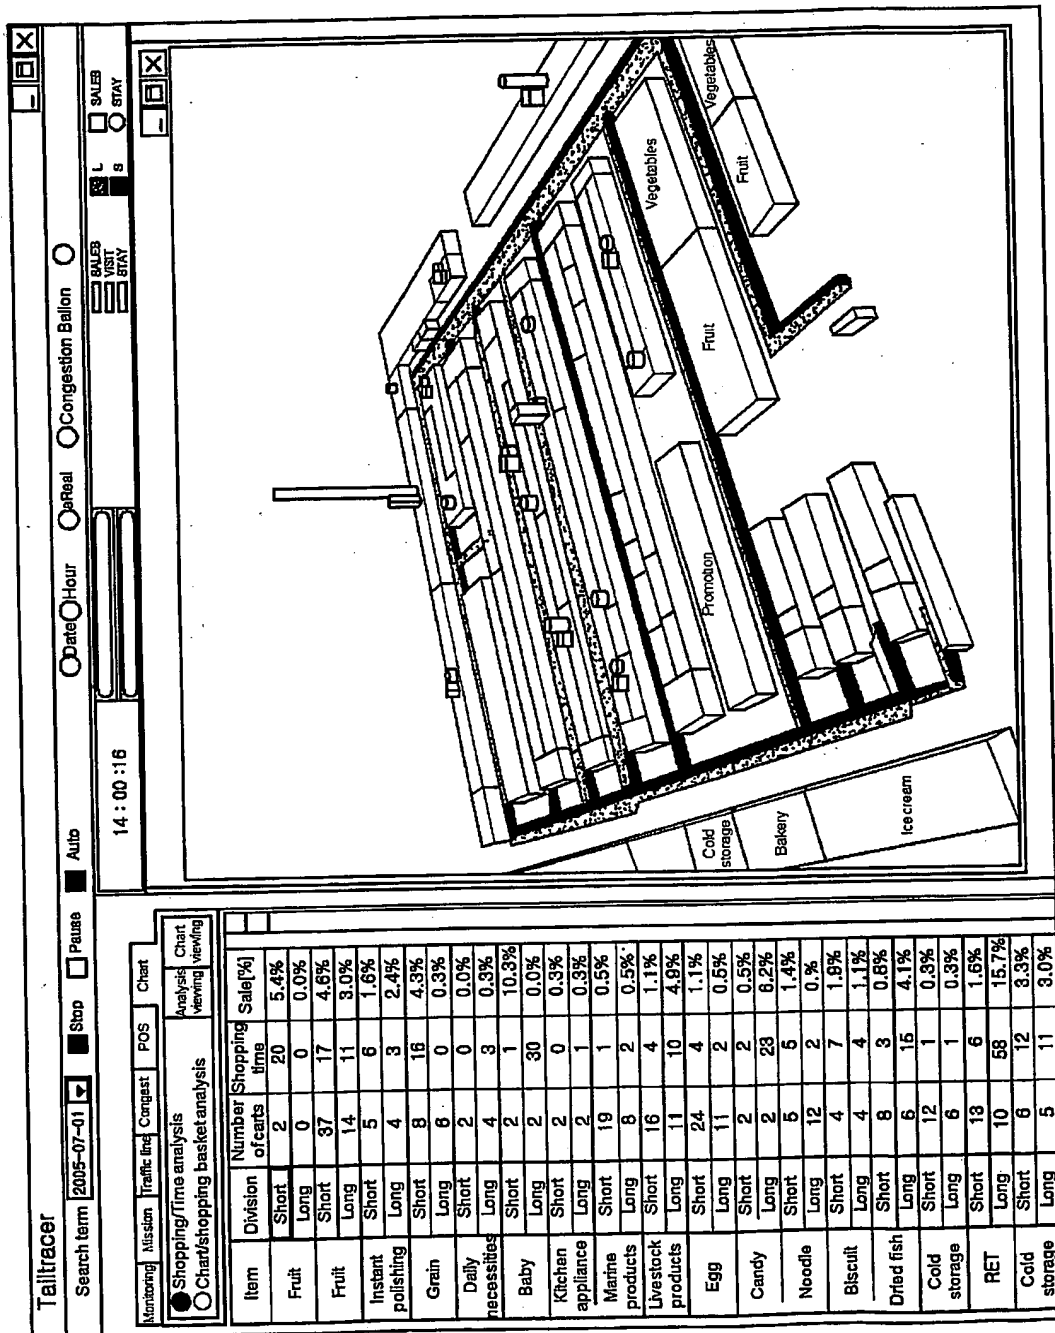 Tailtracer
Search term 2005-07-01 Stop Pause Auto Date Hour aReal Congestion Ballon
14 : 00 :16 SALES L SALES
VISIT S STAY
STAY
Monitoring Mission Traffic line Congest POS Chart
Shopping/Time analysis Analysis viewing Chart viewing
Chart/shopping basket analysis
Item Division Number of carts Shopping time Sale[%]
Fruit Short 2 20 5.4%
Long 0 0 0.0%
Fruit Short 37 17 4.6%
Long 14 11 3.0%
Instant polishing Short 5 6 1.6%
Long 4 3 2.4%
Grain Short 8 16 4.3%
Long 6 0 0.3%
Daily necessities Short 2 0 0.0%
Long 4 3 0.3%
Baby Short 2 1 10.3%
Long 2 30 0.0%
Kitchen appliance Short 2 0 0.3%
Long 2 1 0.3%
Marine products Short 19 1 0.5%
Long 8 2 0.5%
Livestock products Short 16 4 1.1%
Long 11 10 4.9%
Egg Short 24 4 1.1%
Long 11 2 0.5%
Candy Short 2 2 0.5%
Long 2 23 6.2%
Noodle Short 5 5 1.4%
Long 12 2 0.%
Biscuit Short 4 7 1.9%
Long 4 4 1.1%
Dried fish Short 8 3 0.8%
Long 6 15 4.1%
Cold storage Short 12 1 0.3%
Long 6 1 0.3%
RET Short 13 6 1.6%
Long 10 58 15.7%
Cold storage Short 6 12 3.3%
Long 5 11 3.0%
Vegetables
Vegetables
Fruit
Fruit
Promotion
Cold storage
Bakery
Ice cream